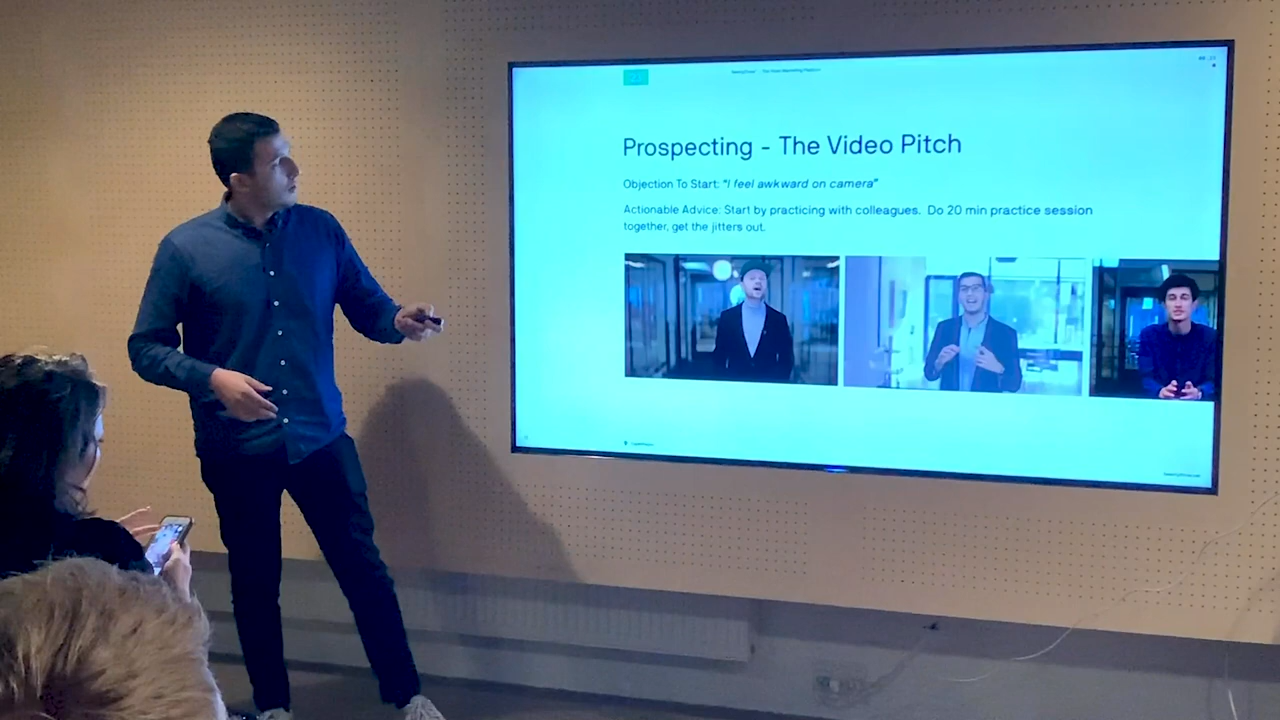 Prospecting - The Video Pitch
Objection To Start: "I feel awkward on camera"
Actionable Advice: Start by practicing with colleagues. Do 20 min practice session
together, get the jitters out.